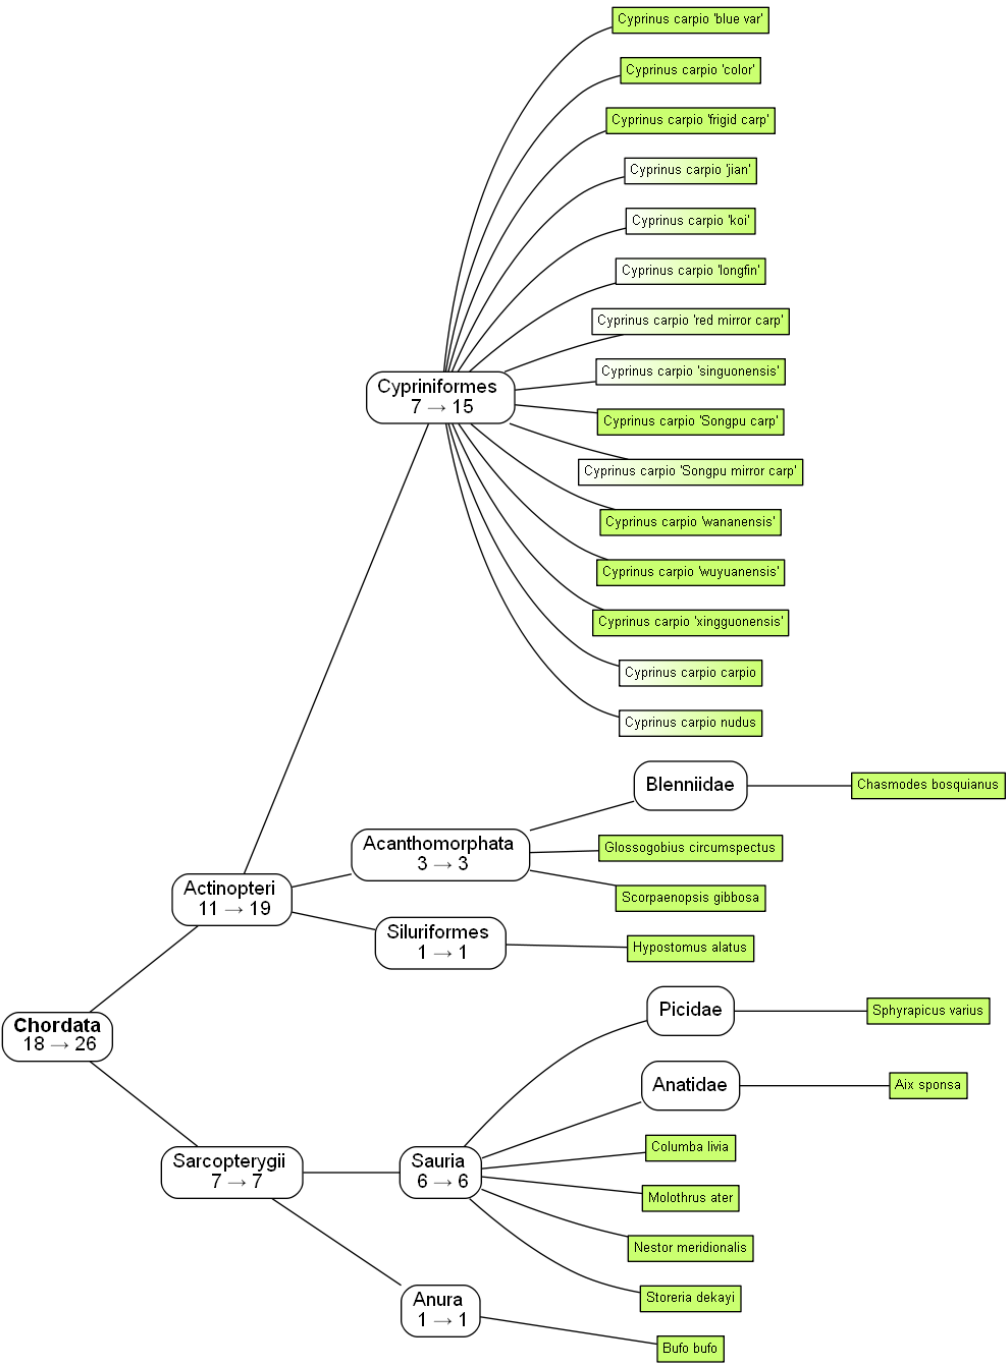 Cyprinus carpio 'blue var'
Cyprinus carpio 'color'
Cyprinus carpio 'frigid carp'
Cyprinus carpio 'jian'
Cyprinus carpio 'koi'
Cyprinus carpio 'longfin'
Cyprinus carpio 'red mirror carp'
Cyprinus carpio 'singuonensis'
Cypriniformes
7 → 15
Cyprinus carpio 'Songpu carp'
Cyprinus carpio 'Songpu mirror carp'
Cyprinus carpio 'wananensis'
Cyprinus carpio 'wuyuanensis'
Cyprinus carpio 'xingguonensis'
Cyprinus carpio carpio
Cyprinus carpio nudus
Blenniidae
Chasmodes bosquianus
Acanthomorphata
3 → 3
Glossogobius circumspectus
Scorpaenopsis gibbosa
Actinopteri
11 → 19
Siluriformes
1 → 1
Hypostomus alatus
Chordata
18 → 26
Picidae
Sphyrapicus varius
Anatidae
Aix sponsa
Sarcopterygii
7 → 7
Sauria
6 → 6
Columba livia
Molothrus ater
Nestor meridionalis
Storeria dekayi
Anura
1 → 1
Bufo bufo